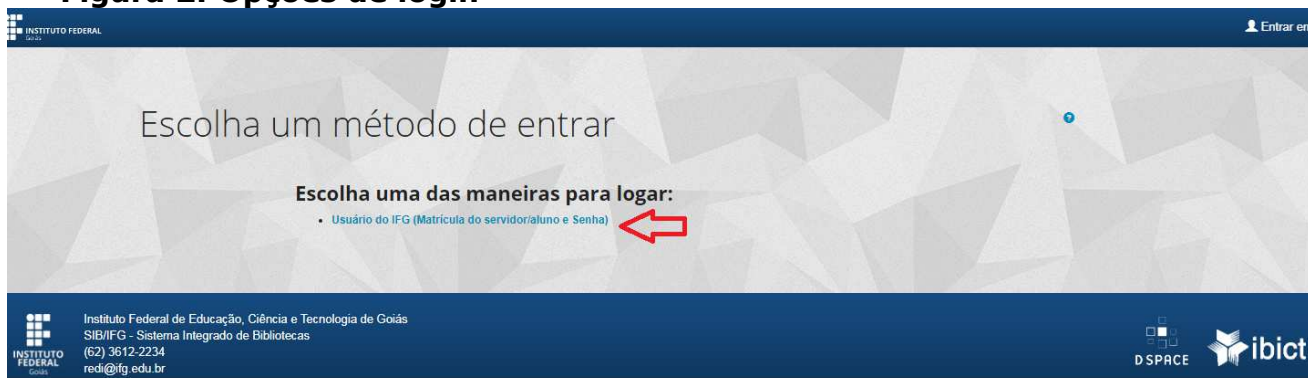 Figura 2. Opções de login
INSTITUTO FEDERAL
Goiás
Entrar em
Escolha um método de entrar
?
Escolha uma das maneiras para logar:
• Usuário do IFG (Matrícula do servidor/aluno e Senha)
Instituto Federal de Educação, Ciência e Tecnologia de Goiás
SIB/IFG - Sistema Integrado de Bibliotecas
(62) 3612-2234
redi@ifg.edu.br
INSTITUTO
FEDERAL
Goiás
DSPACE
ibict